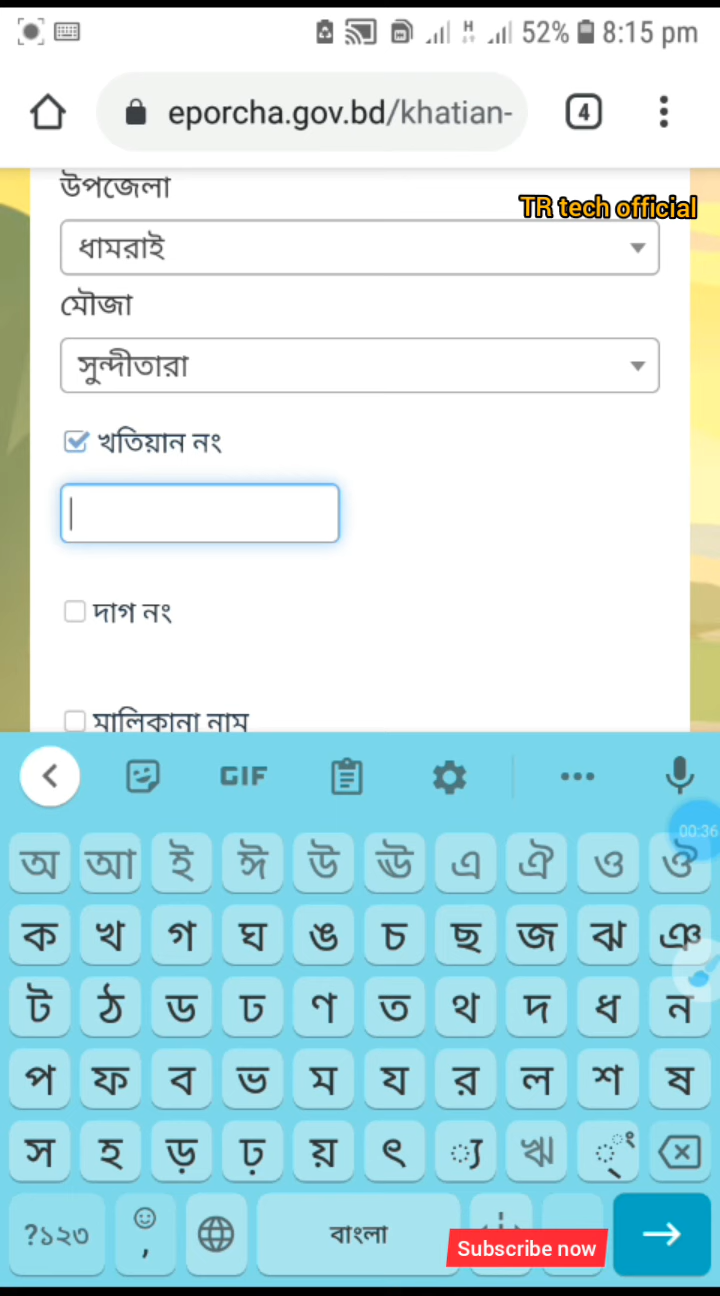 52% 8:15 pm
eporcha.gov.bd/khatian-
4
উপজেলা
TR tech official
ধামরাই
মৌজা
সুন্দীতারা
খতিয়ান নং
দাগ নং
মালিকানা নাম
GIF
00:36
অ আ ই ঈ উ ঊ এ ঐ ও ঔ
ক খ গ ঘ ঙ চ ছ জ ঝ ঞ
ট ঠ ড ঢ ণ ত থ দ ধ ন
প ফ ব ভ ম য র ল শ ষ
স হ ড় ঢ় য় ৎ ্য ঋ ্ ং ঁ
?১২৩ , বাংলা
Subscribe now